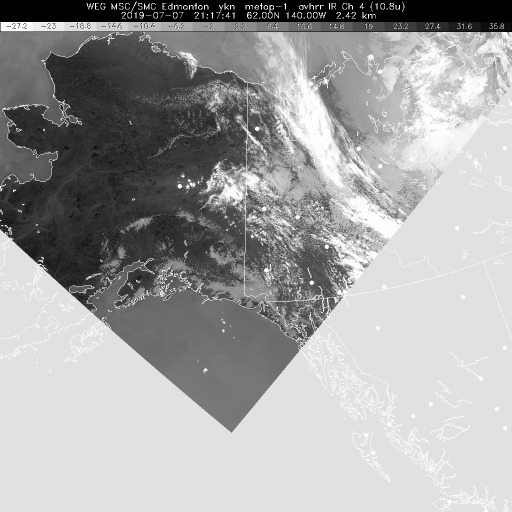 WEG MSC/SMC Edmonton ykn metop-1 avhrr IR Ch 4 (10.8u)
2019-07-07 21:17:41 62.00N 140.00W 2.42 km
-27.2 -23 -18.8 -14.6 -10.4 -6.2 -2 2.2 6.4 10.6 14.8 19 23.2 27.4 31.6 35.8